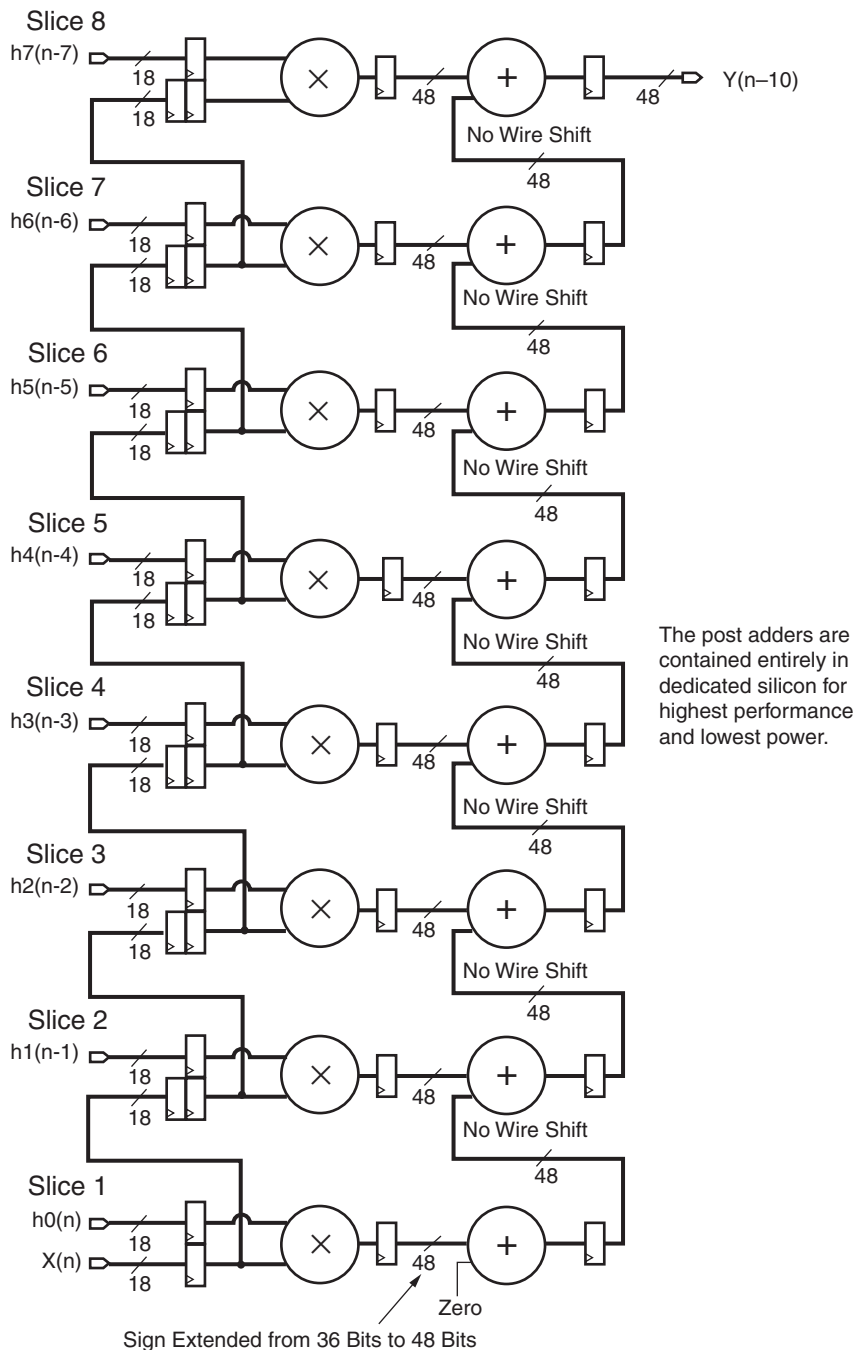 Slice 8
h7(n-7)
18
18
48
48
Y(n–10)
No Wire Shift
48
Slice 7
h6(n-6)
18
18
48
No Wire Shift
48
Slice 6
h5(n-5)
18
18
48
No Wire Shift
48
Slice 5
h4(n-4)
18
18
48
No Wire Shift
48
The post adders are
contained entirely in
dedicated silicon for
highest performance
and lowest power.
Slice 4
h3(n-3)
18
18
48
No Wire Shift
48
Slice 3
h2(n-2)
18
18
48
No Wire Shift
48
Slice 2
h1(n-1)
18
18
48
No Wire Shift
48
Slice 1
h0(n)
18
X(n)
18
48
Zero
Sign Extended from 36 Bits to 48 Bits